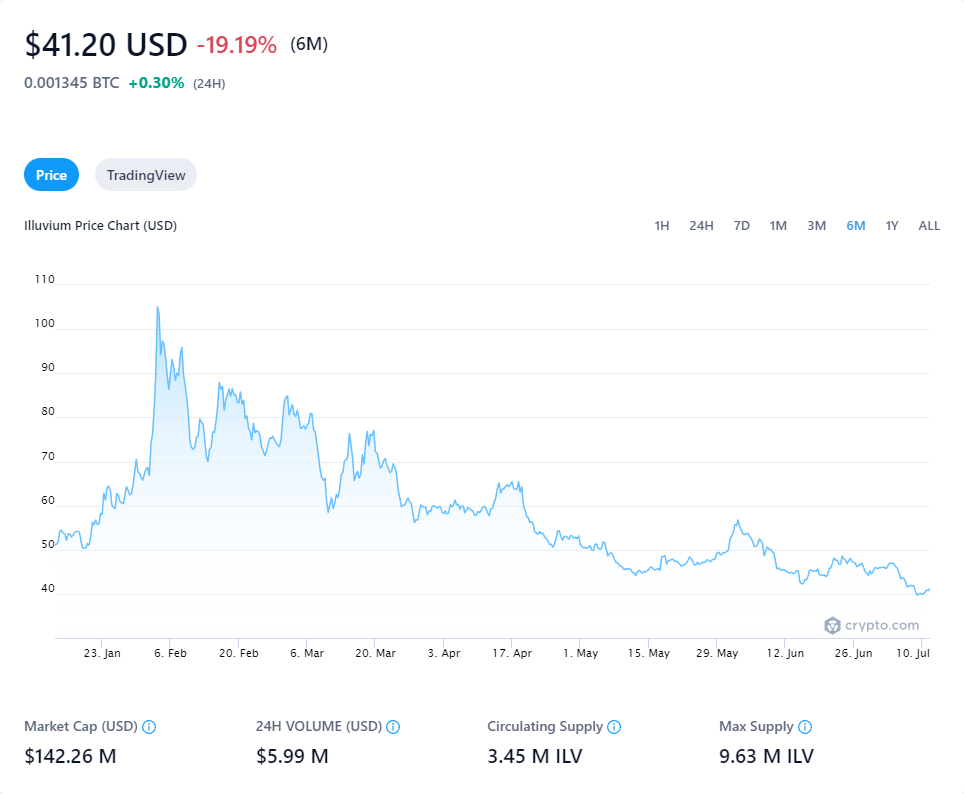 $41.20 USD -19.19% (6M)
0.001345 BTC +0.30% (24H)
Price TradingView
Illuvium Price Chart (USD) 1H 24H 7D 1M 3M 6M 1Y ALL
110
100
90
80
70
60
50
40
crypto.com
23. Jan 6. Feb 20. Feb 6. Mar 20. Mar 3. Apr 17. Apr 1. May 15. May 29. May 12. Jun 26. Jun 10. Jul
Market Cap (USD) 24H VOLUME (USD) Circulating Supply Max Supply
$142.26 M $5.99 M 3.45 M ILV 9.63 M ILV